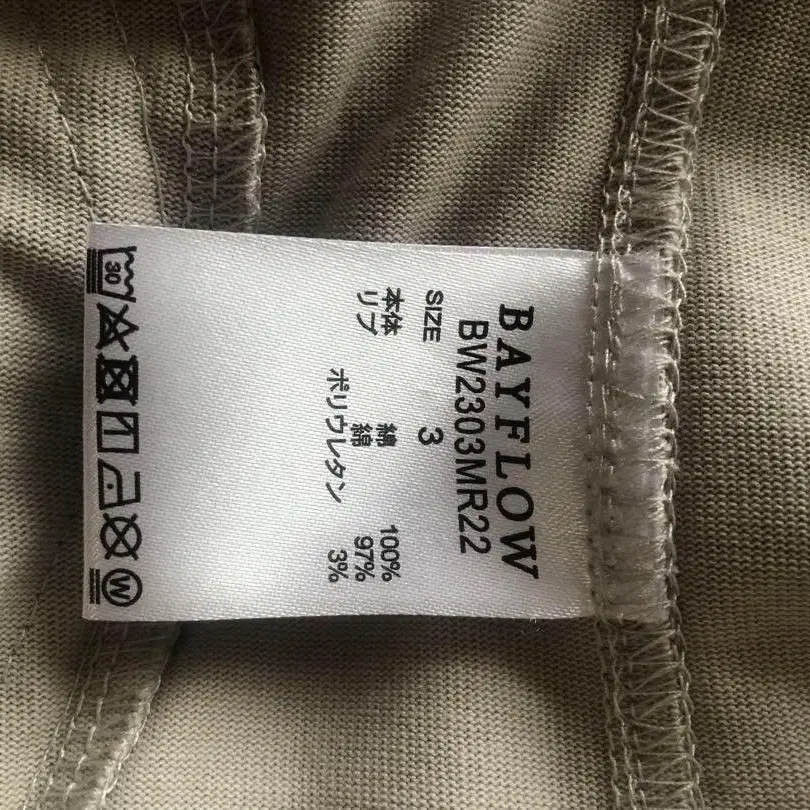 BAYFLOW
BW2303MR22
SIZE 3
本体 綿 100%
リブ 綿 97%
ポリウレタン 3%
30
W